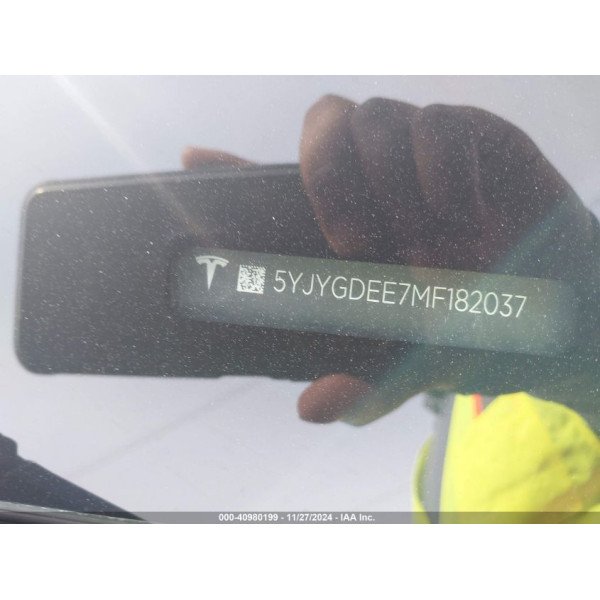 5YJYGDEE7MF182037
000-40980199 - 11/27/2024 - IAA Inc.